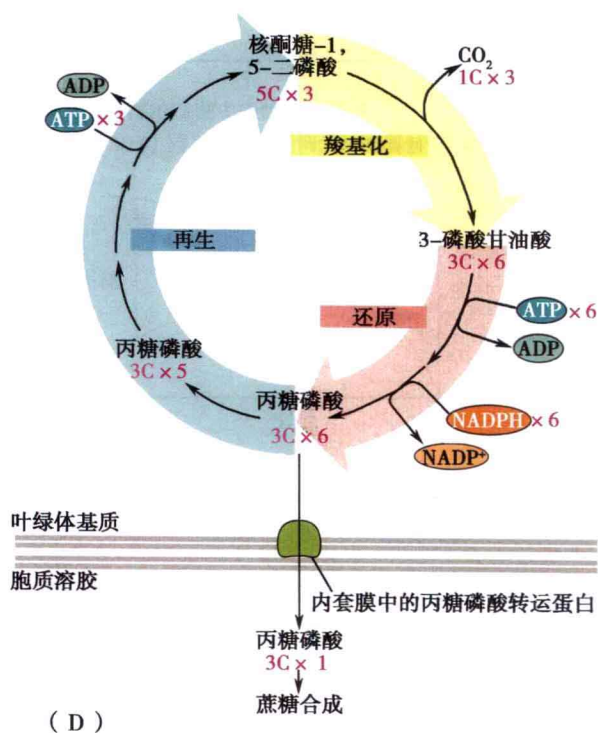 核酮糖-1,
5-二磷酸
5C × 3
CO₂
1C × 3
ADP
ATP × 3
羧基化
再生
3-磷酸甘油酸
3C × 6
还原
ATP × 6
ADP
丙糖磷酸
3C × 5
丙糖磷酸
3C × 6
NADPH × 6
NADP⁺
叶绿体基质
胞质溶胶
内套膜中的丙糖磷酸转运蛋白
丙糖磷酸
3C × 1
蔗糖合成
( D )